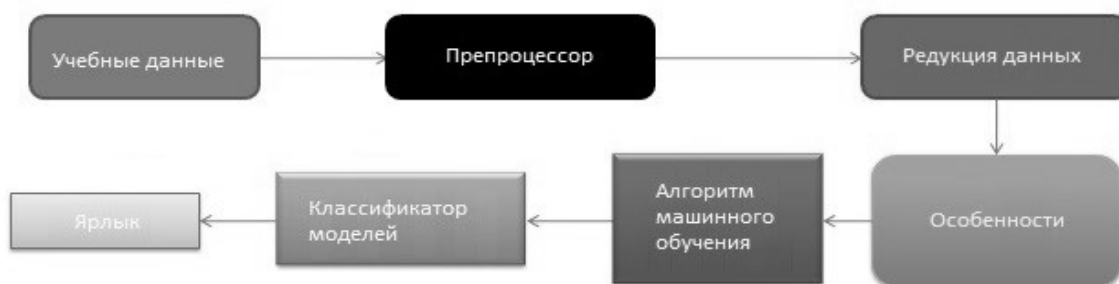 Учебные данные
Препроцессор
Редукция данных
Особенности
Алгоритм
машинного
обучения
Классификатор
моделей
Ярлык